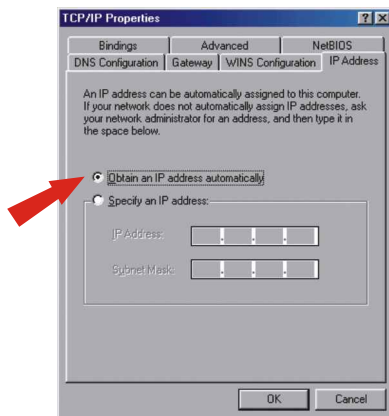 TCP/IP Properties
Bindings Advanced NetBIOS
DNS Configuration Gateway WINS Configuration IP Address
An IP address can be automatically assigned to this computer.
If your network does not automatically assign IP addresses, ask
your network administrator for an address, and then type it in
the space below.
Obtain an IP address automatically
Specify an IP address:
IP Address:
Subnet Mask:
OK Cancel